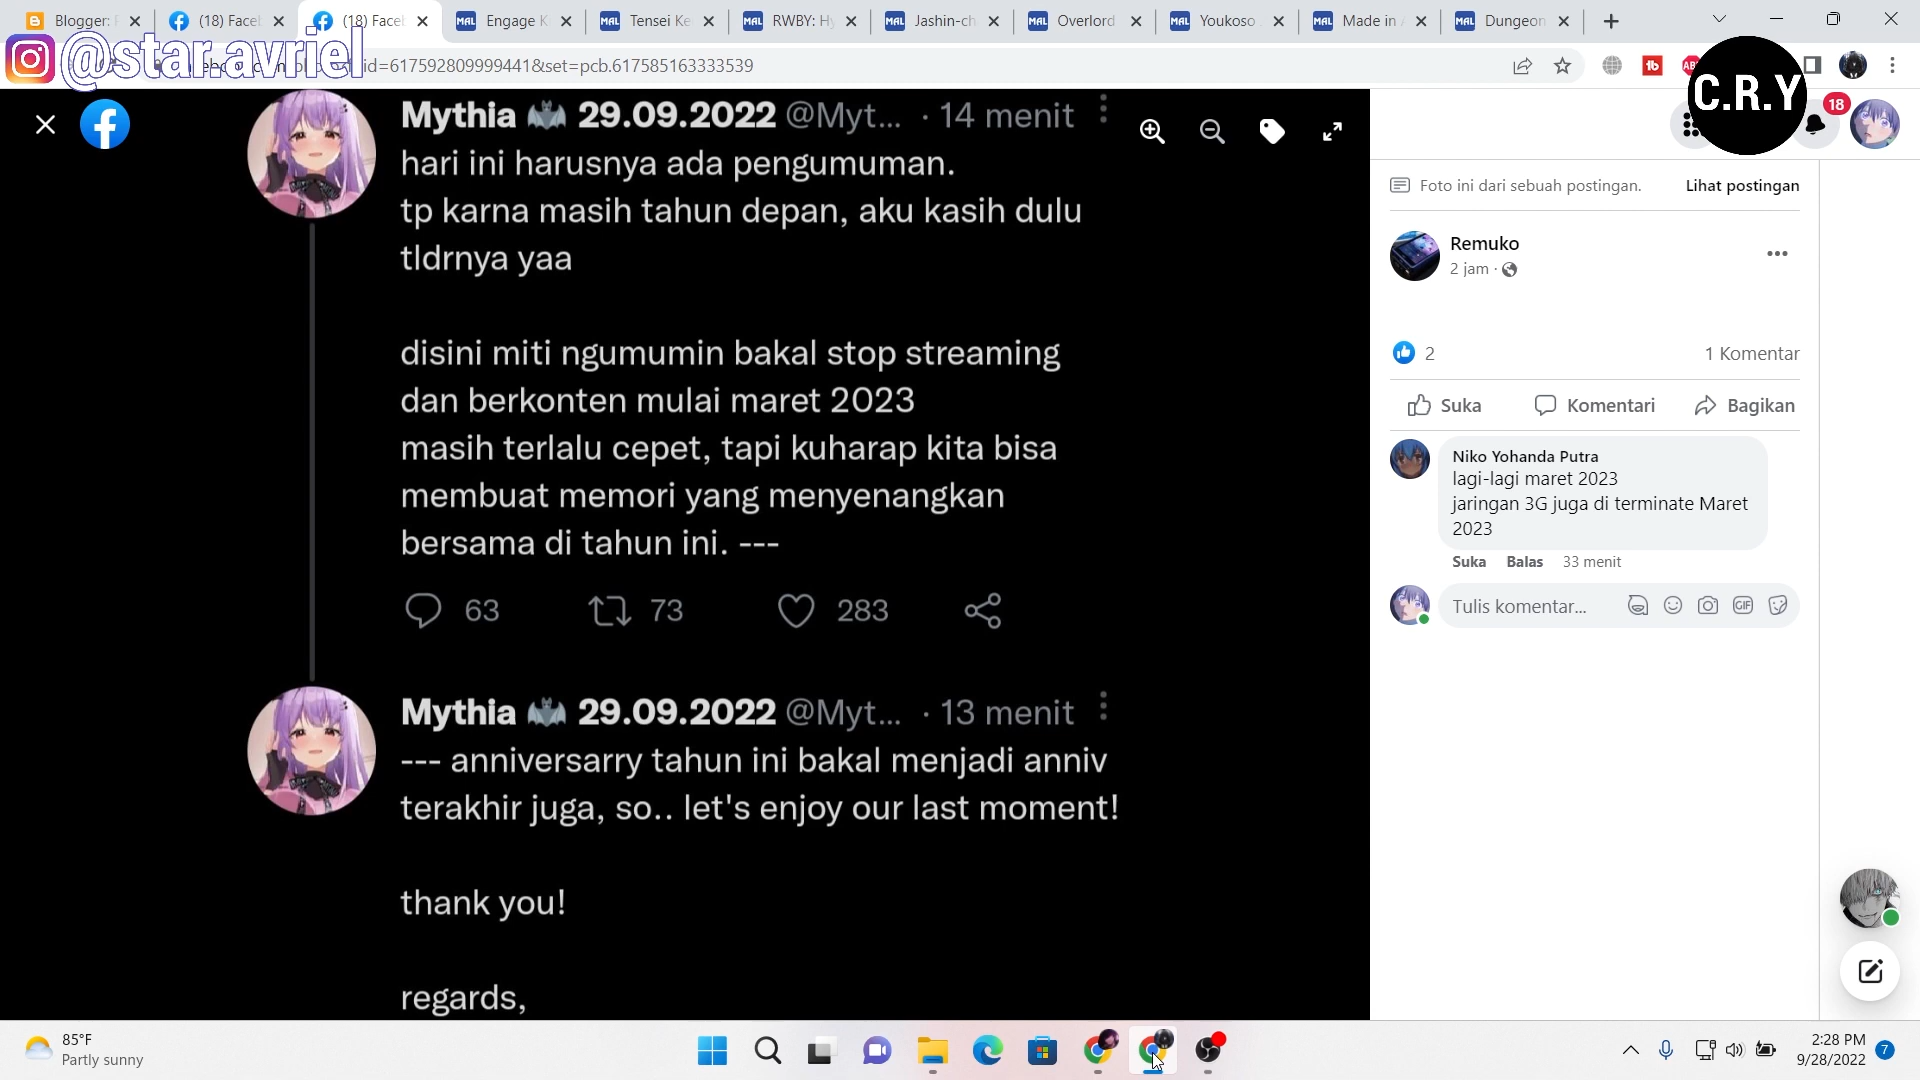 Blogger: F
(18) Facel
(18) Facel
Engage K
Tensei Ke
RWBY: Hy
Jashin-ch
Overlord
Youkoso
Made in A
Dungeon
@star.avriel
id=617592809999441&set=pcb.617585163333539
C.R.Y
18
Mythia 29.09.2022 @Myt... · 14 menit
hari ini harusnya ada pengumuman.
tp karna masih tahun depan, aku kasih dulu
tldrnya yaa
disini miti ngumumin bakal stop streaming
dan berkonten mulai maret 2023
masih terlalu cepet, tapi kuharap kita bisa
membuat memori yang menyenangkan
bersama di tahun ini. ---
63 73 283
Mythia 29.09.2022 @Myt... · 13 menit
--- anniversarry tahun ini bakal menjadi anniv
terakhir juga, so.. let's enjoy our last moment!
thank you!
regards,
Foto ini dari sebuah postingan. Lihat postingan
Remuko
2 jam ·
2 1 Komentar
Suka Komentari Bagikan
Niko Yohanda Putra
lagi-lagi maret 2023
jaringan 3G juga di terminate Maret
2023
Suka Balas 33 menit
Tulis komentar...
GIF
85°F
Partly sunny
2:28 PM
9/28/2022
7